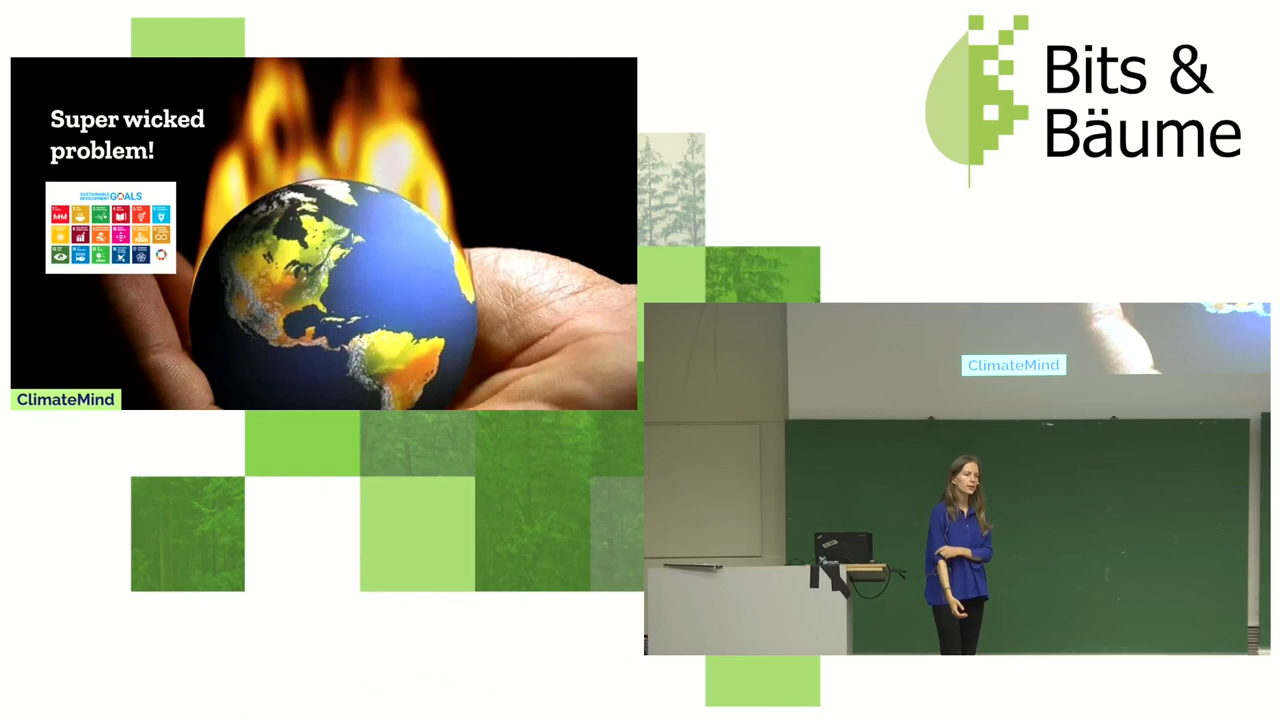 Super wicked
problem!
SUSTAINABLE
DEVELOPMENT
GOALS
ClimateMind
Bits &
Bäume
ClimateMind